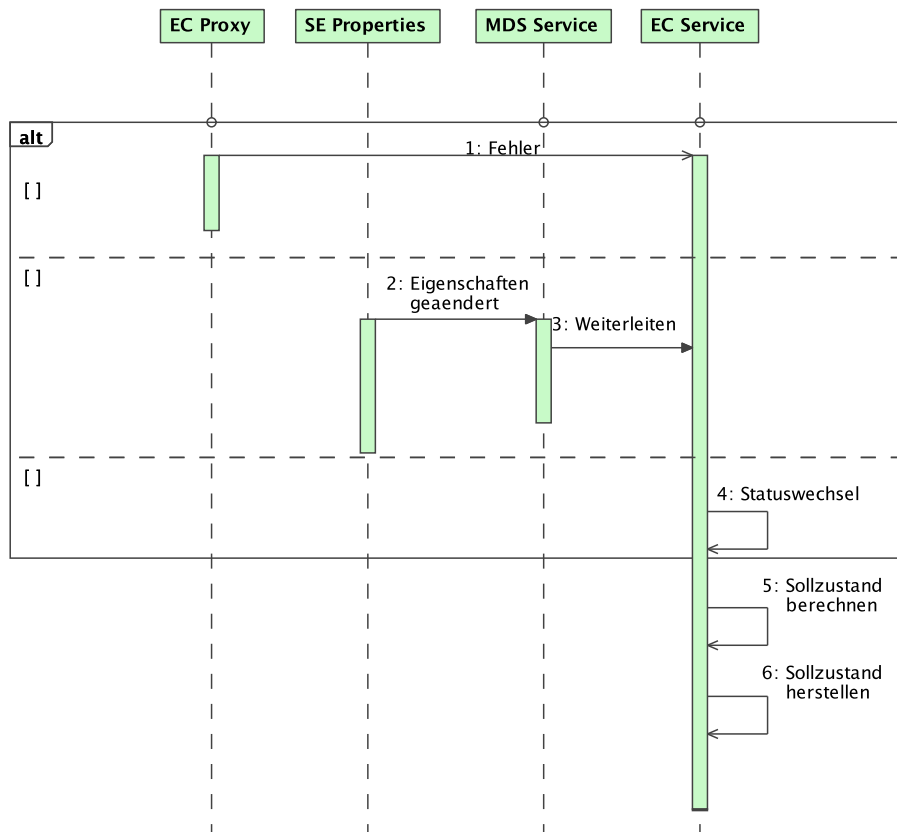 EC Proxy
SE Properties
MDS Service
EC Service
alt
1: Fehler
[ ]
[ ]
2: Eigenschaften
geaendert
3: Weiterleiten
[ ]
4: Statuswechsel
5: Sollzustand
berechnen
6: Sollzustand
herstellen